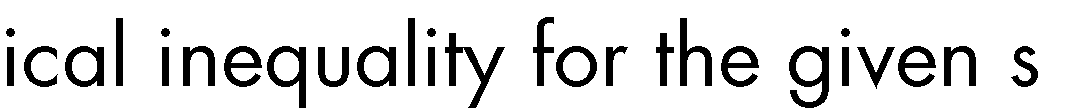 ical inequality for the given s